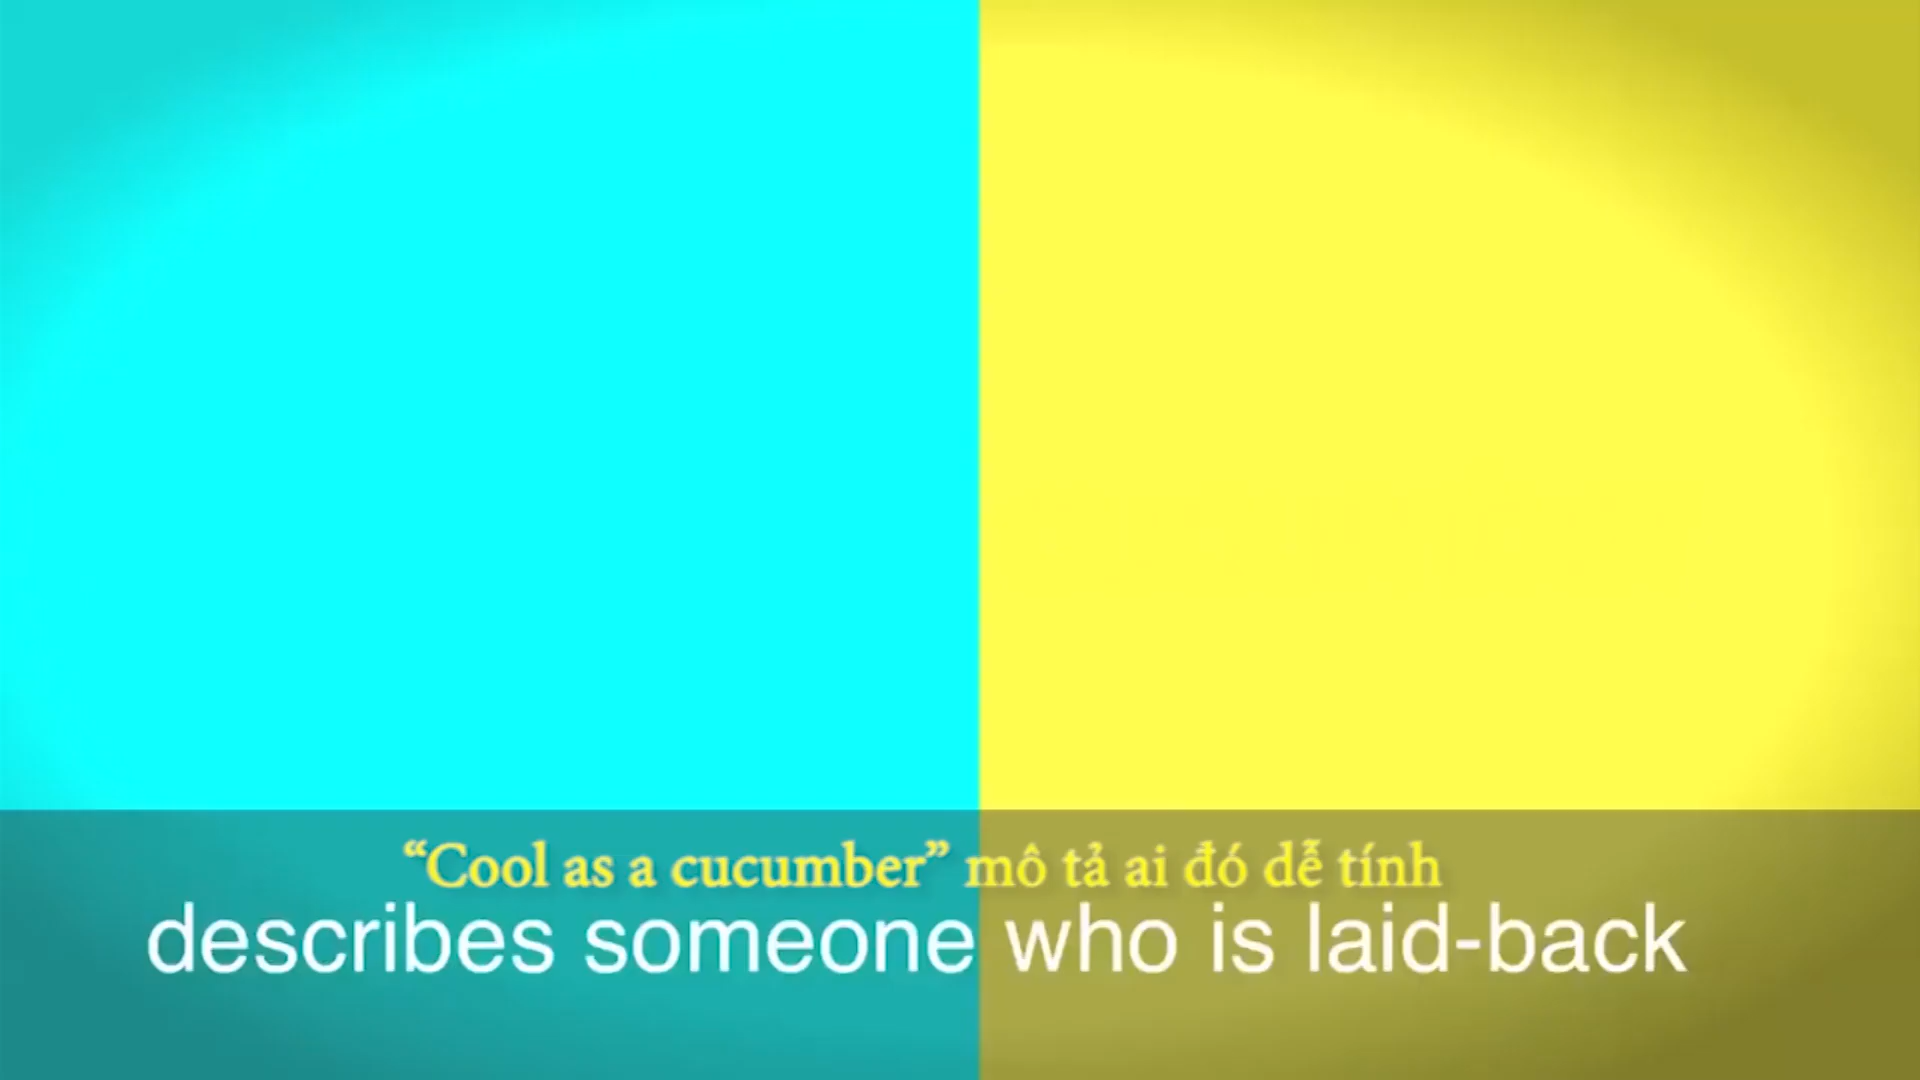 “Cool as a cucumber” mô tả ai đó dễ tính
describes someone who is laid-back